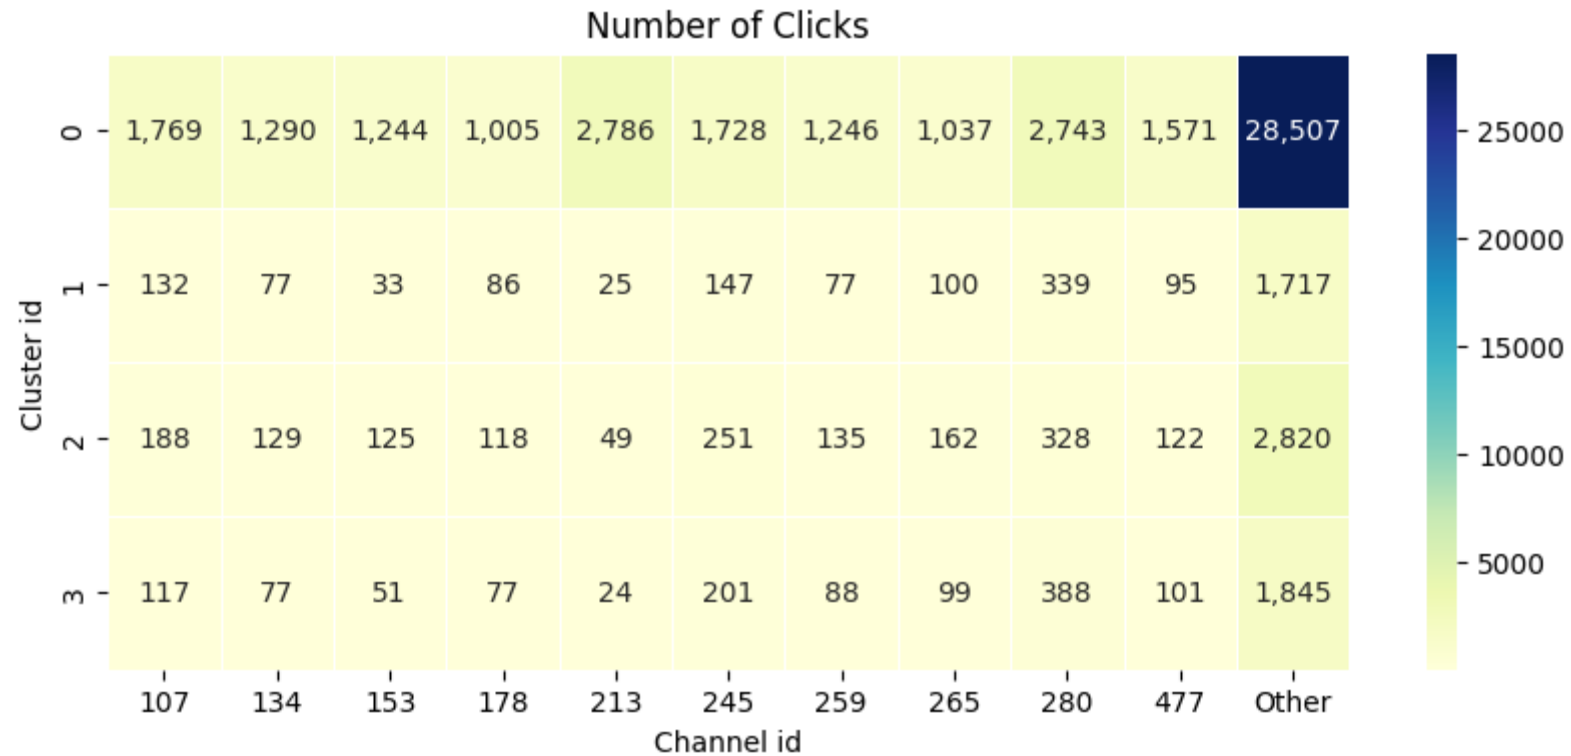 Number of Clicks
0 1,769 1,290 1,244 1,005 2,786 1,728 1,246 1,037 2,743 1,571 28,507
1 132 77 33 86 25 147 77 100 339 95 1,717
2 188 129 125 118 49 251 135 162 328 122 2,820
3 117 77 51 77 24 201 88 99 388 101 1,845
107 134 153 178 213 245 259 265 280 477 Other
Channel id
Cluster id
25000
20000
15000
10000
5000